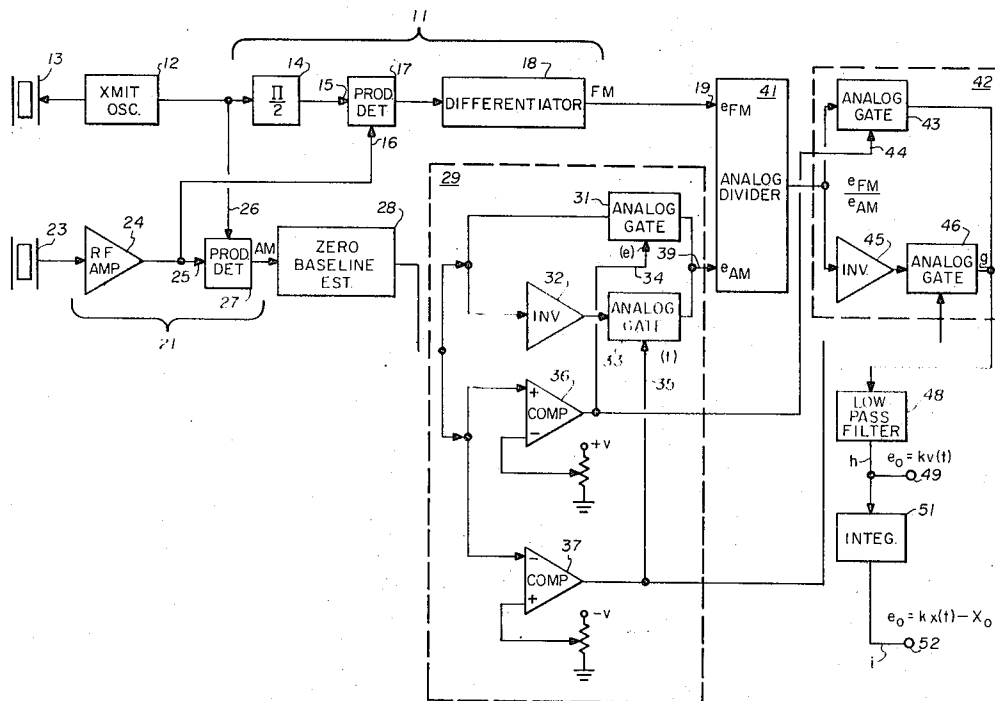 11
13
12
XMIT OSC.
14
π/2
15
17
PROD. DET
16
18
DIFFERENTIATOR
FM
19
e_FM
41
ANALOG DIVIDER
e_AM
42
ANALOG GATE
43
44
e_FM / e_AM
45
INV.
46
ANALOG GATE
g
23
24
RF AMP
25
26
PROD. DET
27
AM
28
ZERO BASELINE EST.
21
29
31
ANALOG GATE
(e)
34
39
32
INV
33
ANALOG GATE
(f)
35
36
+
−
COMP
+v
37
−
+
COMP
−v
LOW PASS FILTER
48
h
e_o = kv(t)
49
51
INTEG.
e_o = kx(t) − X_o
52
i